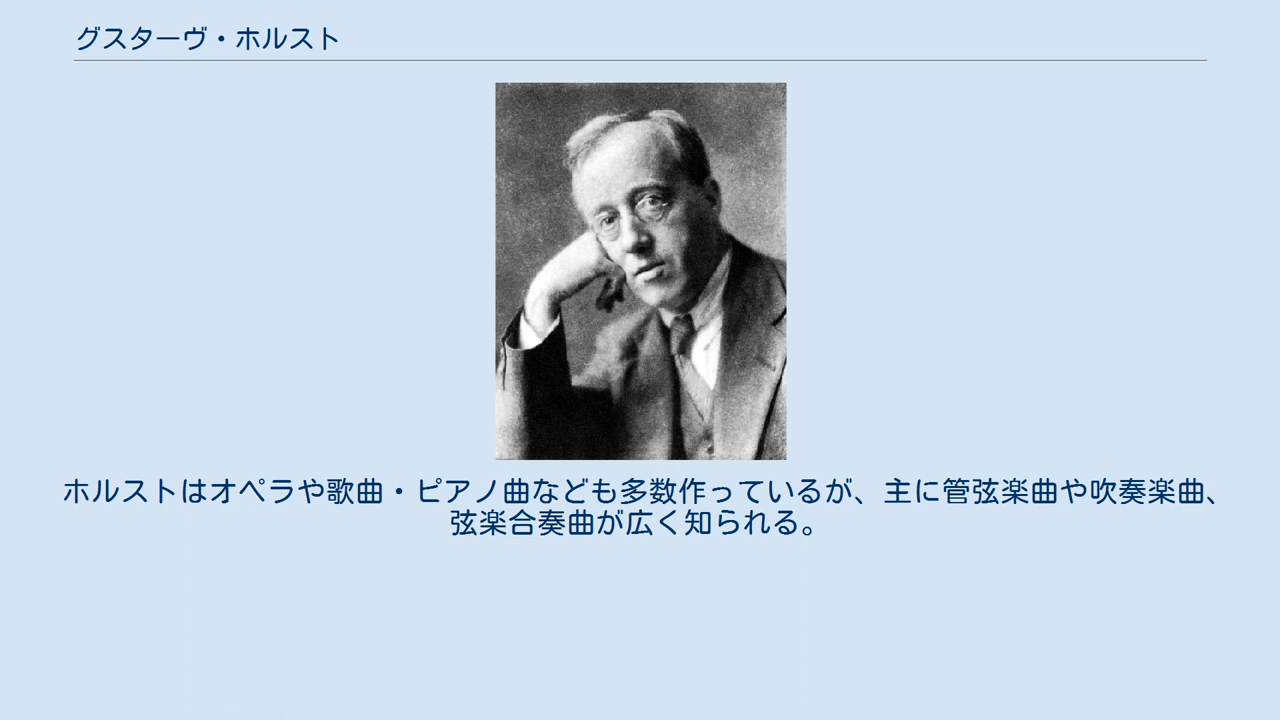 グスターヴ・ホルスト
ホルストはオペラや歌曲・ピアノ曲なども多数作っているが、主に管弦楽曲や吹奏楽曲、
弦楽合奏曲が広く知られる。